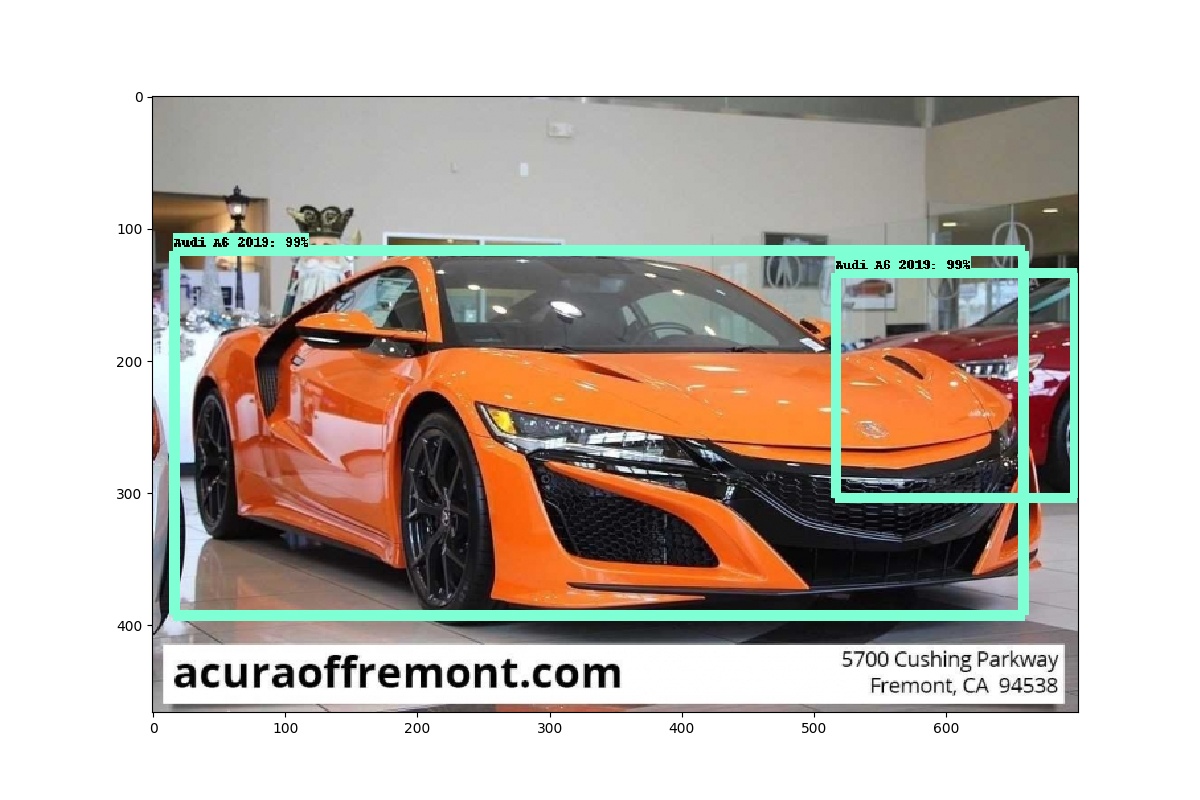 Audi A6 2019: 99%
Audi A6 2019: 99%
0
100
200
300
400
acuraoffremont.com
5700 Cushing Parkway
Fremont, CA 94538
0 100 200 300 400 500 600